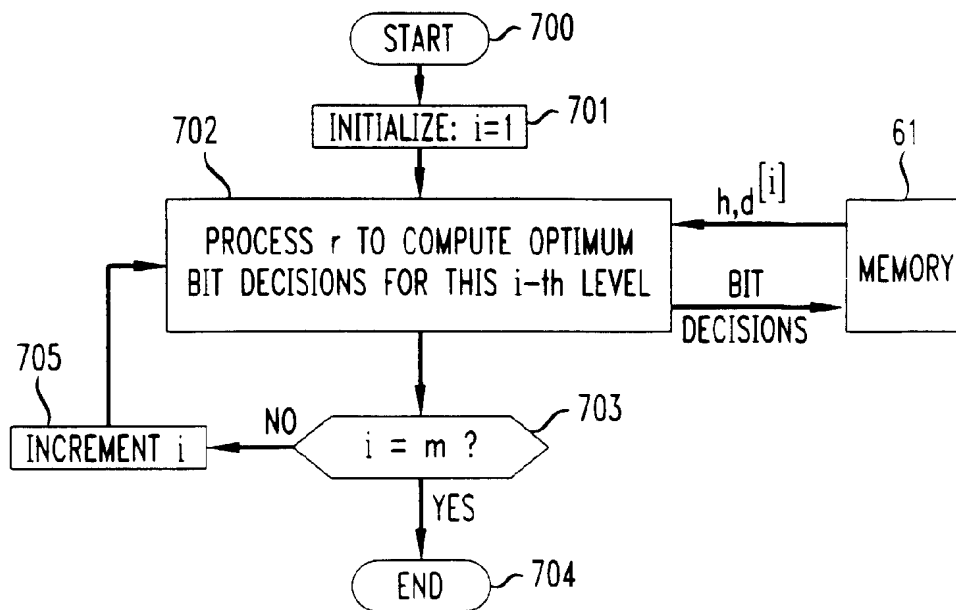 START
700
INITIALIZE: i=1
701
702
61
h,d[i]
PROCESS r TO COMPUTE OPTIMUM
BIT DECISIONS FOR THIS i-th LEVEL
MEMORY
BIT
DECISIONS
705
INCREMENT i
NO
i = m ?
703
YES
END
704